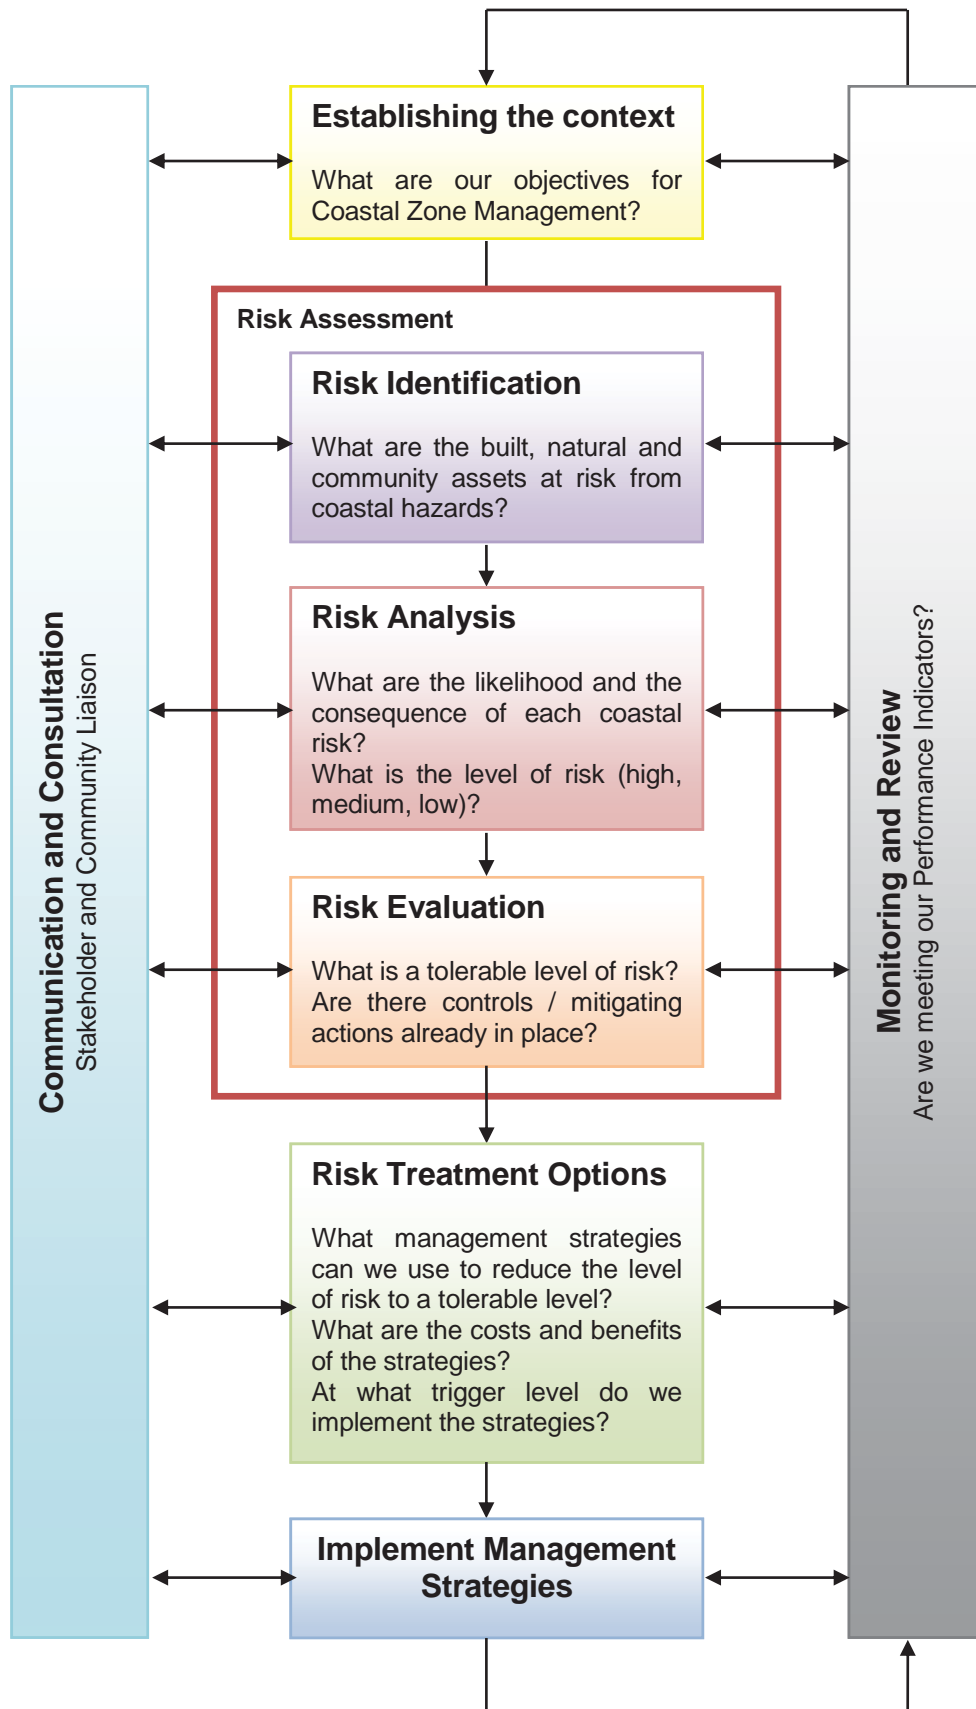 Establishing the context
What are our objectives for
Coastal Zone Management?
Risk Assessment
Risk Identification
What are the built, natural and
community assets at risk from
coastal hazards?
Risk Analysis
What are the likelihood and the
consequence of each coastal
risk?
What is the level of risk (high,
medium, low)?
Risk Evaluation
What is a tolerable level of risk?
Are there controls / mitigating
actions already in place?
Risk Treatment Options
What management strategies
can we use to reduce the level
of risk to a tolerable level?
What are the costs and benefits
of the strategies?
At what trigger level do we
implement the strategies?
Implement Management
Strategies
Communication and Consultation
Stakeholder and Community Liaison
Monitoring and Review
Are we meeting our Performance Indicators?